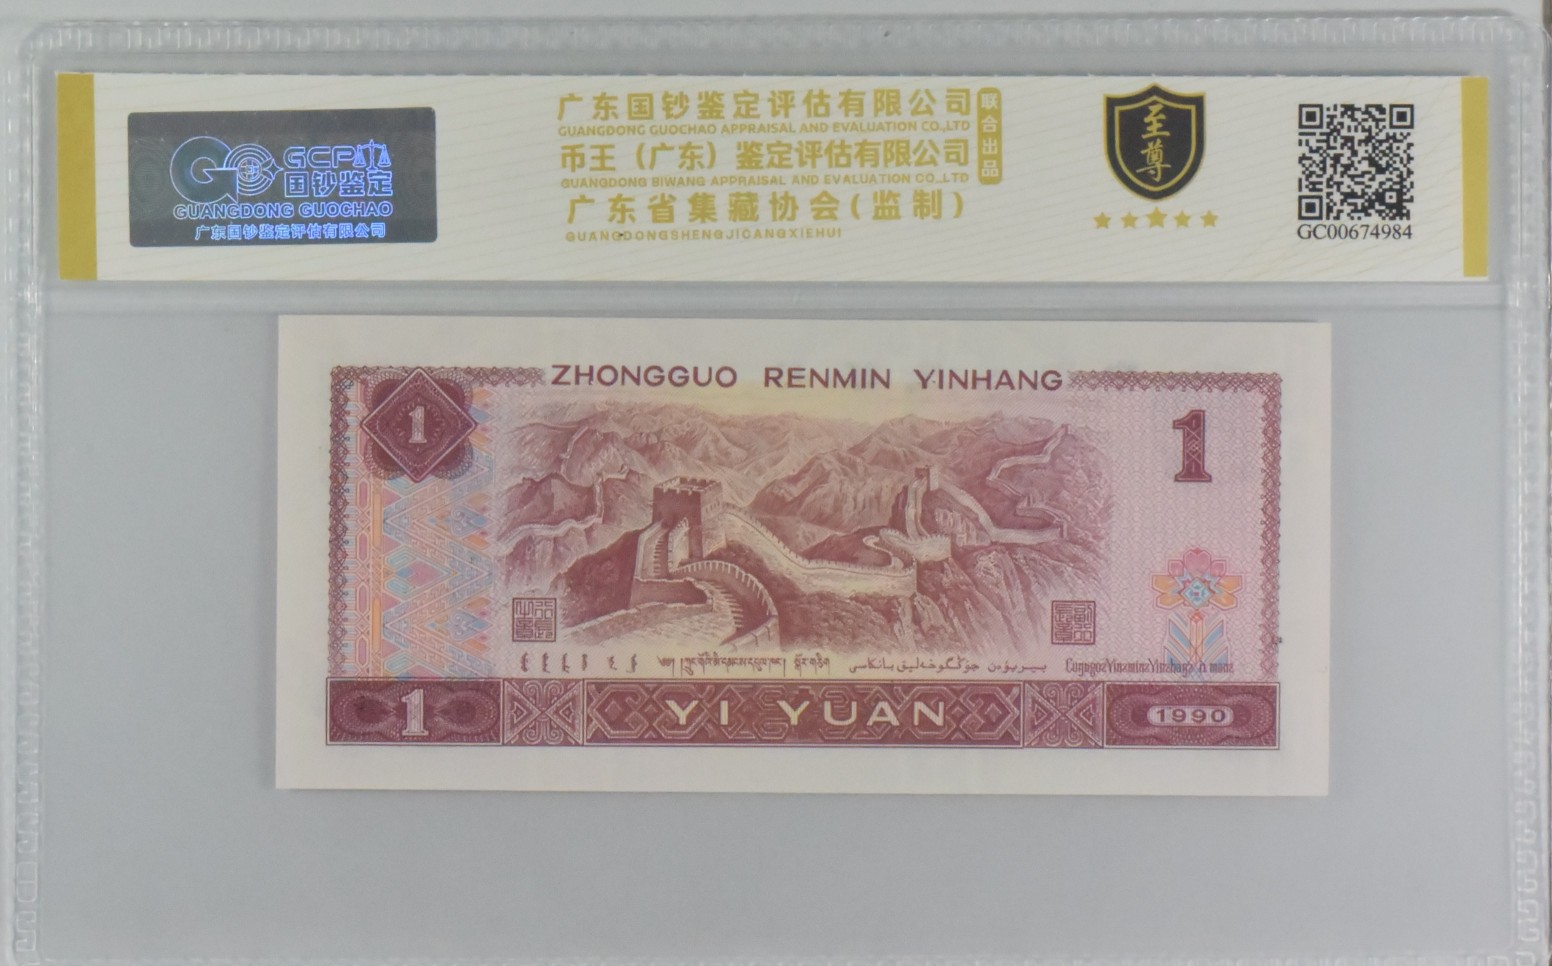 GCP
国钞鉴定
GUANGDONG GUOCHAO
广东国钞鉴定评估有限公司
广东国钞鉴定评估有限公司
GUANGDONG GUOCHAO APPRAISAL AND EVALUATION CO.,LTD
币王（广东）鉴定评估有限公司
GUANGDONG BIWANG APPRAISAL AND EVALUATION CO.,LTD
联合出品
广东省集藏协会(监制)
GUANGDONGSHENGJICANGXIEHUI
至尊
GC00674984
ZHONGGUO RENMIN YINHANG
1
1
1
YI YUAN
1990